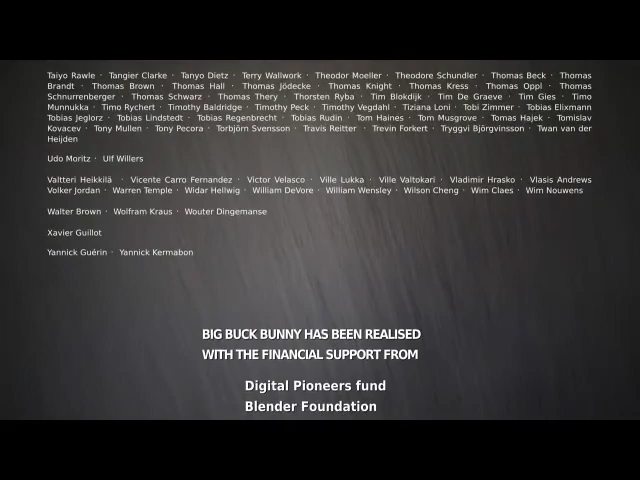 Taiyo Rawle · Tangier Clarke · Tanyo Dietz · Terry Wallwork · Theodor Moeller · Theodore Schundler · Thomas Beck · Thomas
Brandt · Thomas Brown · Thomas Hall · Thomas Jödecke · Thomas Knight · Thomas Kress · Thomas Oppl · Thomas
Schnurrenberger · Thomas Schwarz · Thomas Thery · Thorsten Ryba · Tim Blokdijk · Tim De Graeve · Tim Gies · Timo
Munnukka · Timo Rychert · Timothy Baldridge · Timothy Peck · Timothy Vegdahl · Tiziana Loni · Tobi Zimmer · Tobias Elixmann
Tobias Jeglorz · Tobias Lindstedt · Tobias Regenbrecht · Tobias Rudin · Tom Haines · Tom Musgrove · Tomas Hajek · Tomislav
Kovacev · Tony Mullen · Tony Pecora · Torbjörn Svensson · Travis Reitter · Trevin Forkert · Tryggvi Björgvinsson · Twan van der
Heijden
Udo Moritz · Ulf Willers
Valtteri Heikkilä · Vicente Carro Fernandez · Victor Velasco · Ville Lukka · Ville Valtokari · Vladimir Hrasko · Vlasis Andrews
Volker Jordan · Warren Temple · Widar Hellwig · William DeVore · William Wensley · Wilson Cheng · Wim Claes · Wim Nouwens
Walter Brown · Wolfram Kraus · Wouter Dingemanse
Xavier Guillot
Yannick Guérin · Yannick Kermabon
BIG BUCK BUNNY HAS BEEN REALISED
WITH THE FINANCIAL SUPPORT FROM
Digital Pioneers fund
Blender Foundation